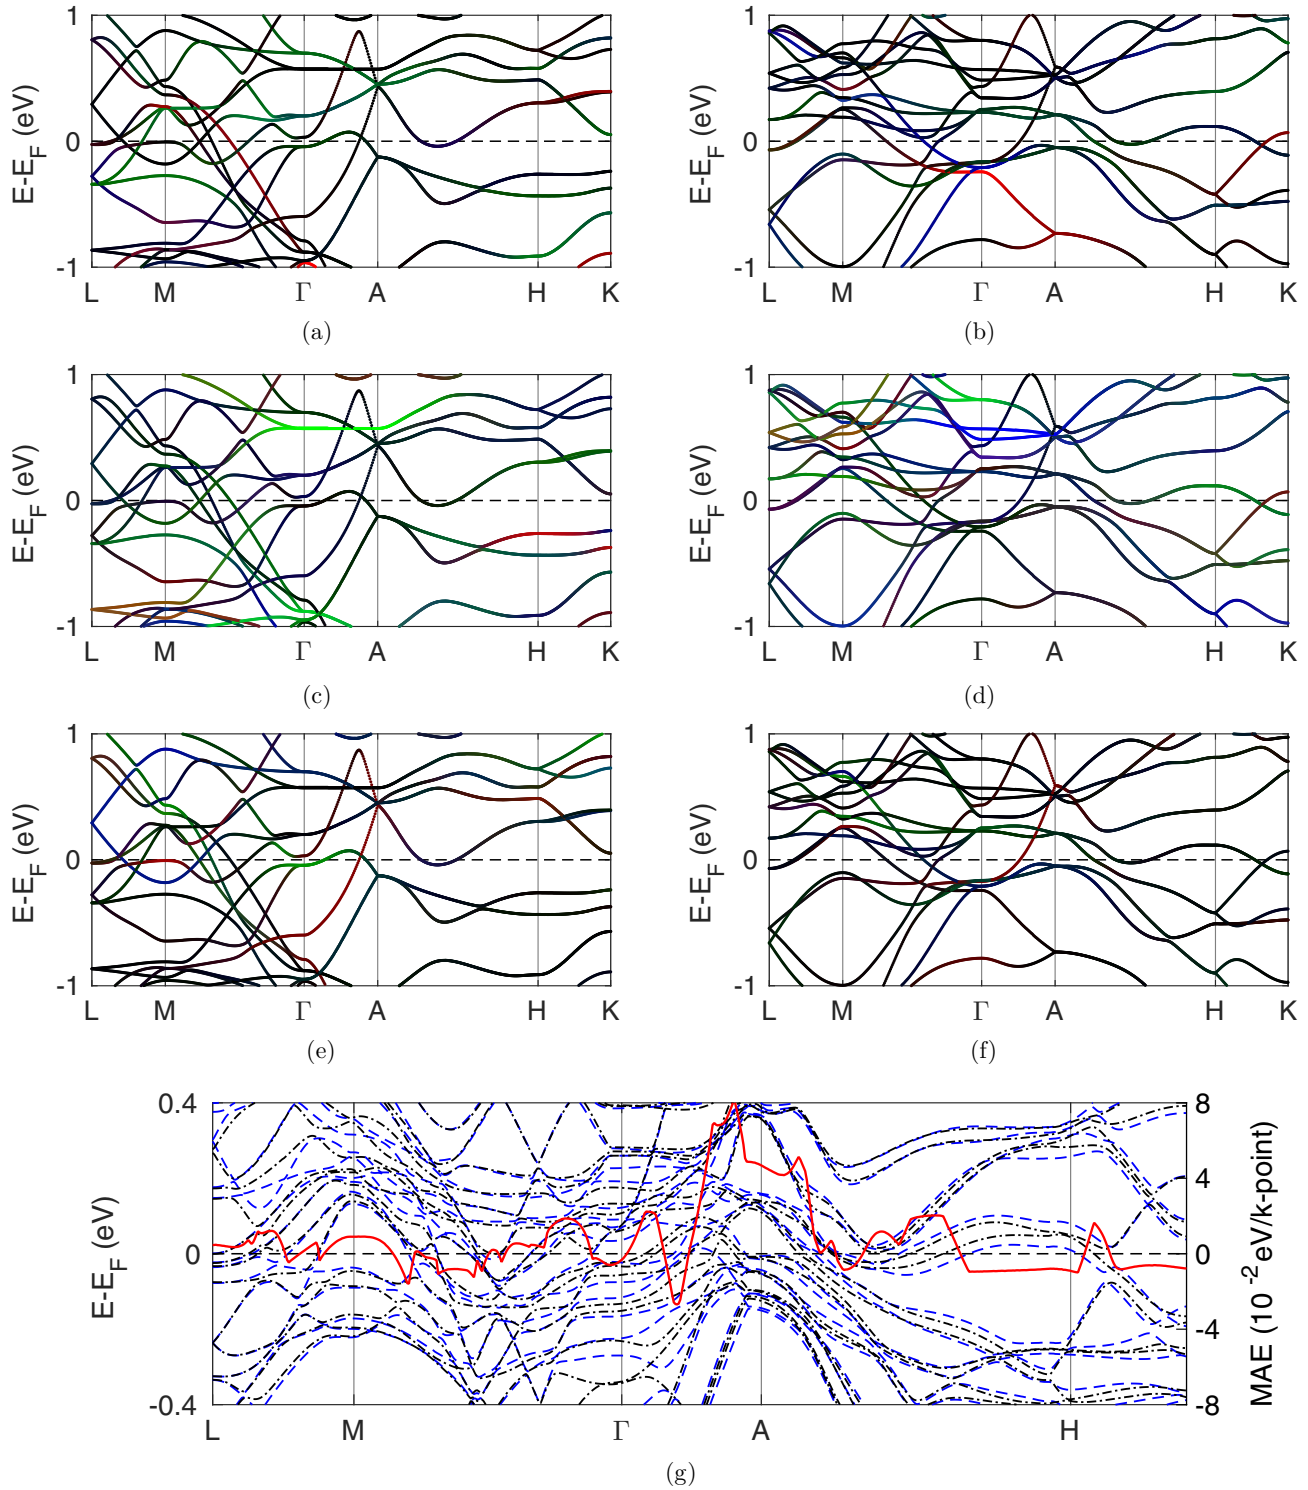 1
0
-1
E-E_F (eV)
L M Γ A H K
(a)
1
0
-1
E-E_F (eV)
L M Γ A H K
(b)
1
0
-1
E-E_F (eV)
L M Γ A H K
(c)
1
0
-1
E-E_F (eV)
L M Γ A H K
(d)
1
0
-1
E-E_F (eV)
L M Γ A H K
(e)
1
0
-1
E-E_F (eV)
L M Γ A H K
(f)
0.4
0
-0.4
E-E_F (eV)
8
4
0
-4
-8
MAE (10⁻² eV/k-point)
L M Γ A H
(g)